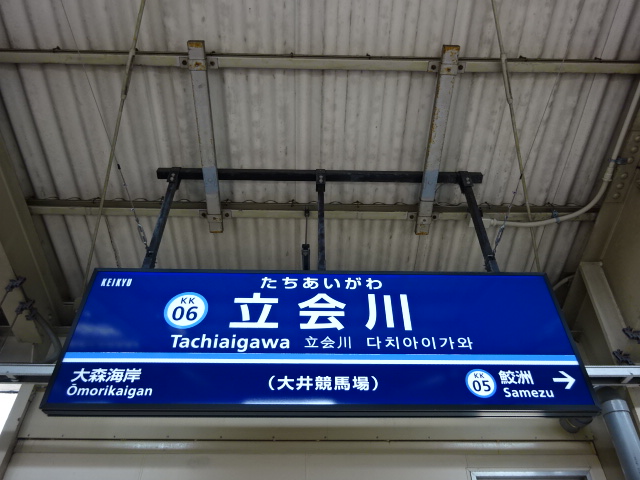 KEIKYU
たちあいがわ
KK
06
立会川
Tachiaigawa 立会川 다치아이가와
大森海岸
Ōmorikaigan
(大井競馬場)
KK
05
鮫洲 →
Samezu